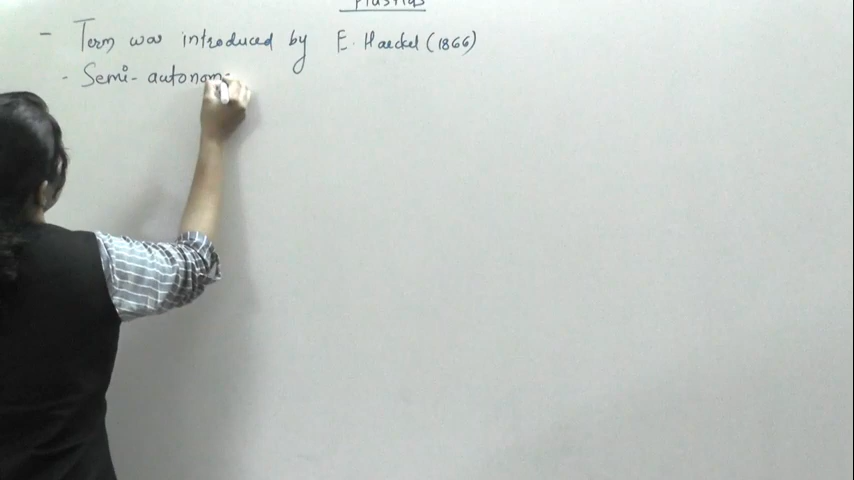 Plastids
- Term was introduced by E. Haeckel (1866)
- Semi-autonom